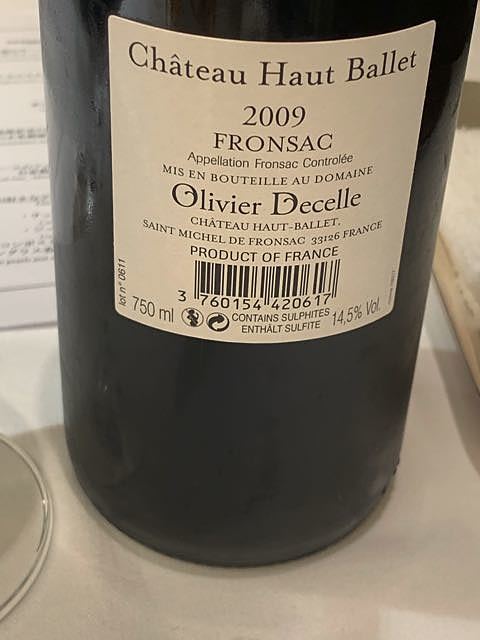 Château Haut Ballet
2009
FRONSAC
Appellation Fronsac Controlée
MIS EN BOUTEILLE AU DOMAINE
Olivier Decelle
CHÂTEAU HAUT-BALLET,
SAINT MICHEL DE FRONSAC 33126 FRANCE
PRODUCT OF FRANCE
3 760154 420617
lot n° 0611
750 ml
CONTAINS SULPHITES
ENTHÄLT SULFITE
14,5% Vol.